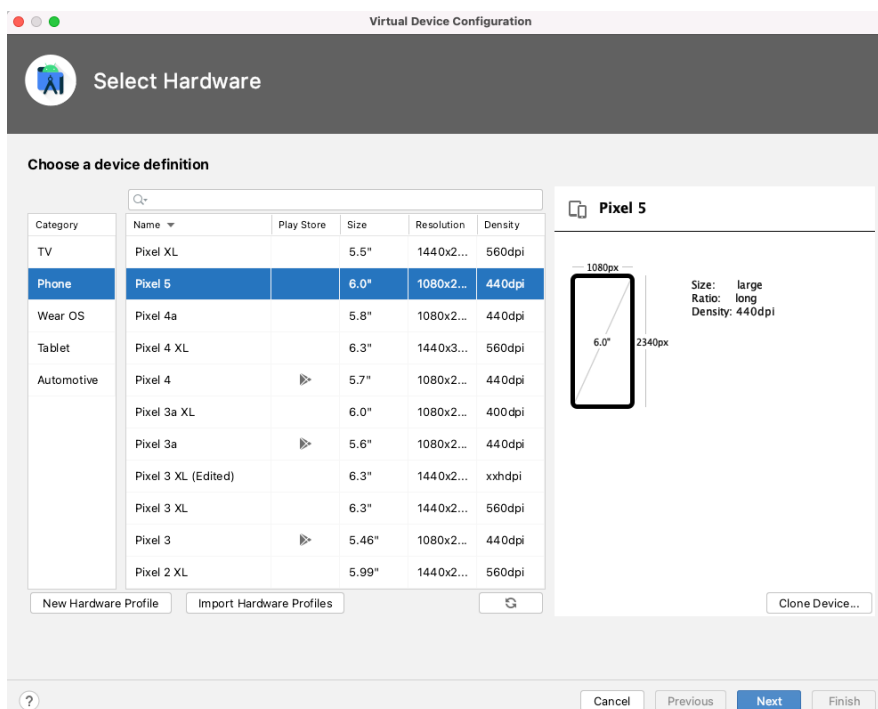 Virtual Device Configuration
Select Hardware
Choose a device definition
Category
TV
Phone
Wear OS
Tablet
Automotive
Name Play Store Size Resolution Density
Pixel XL 5.5" 1440x2... 560dpi
Pixel 5 6.0" 1080x2... 440dpi
Pixel 4a 5.8" 1080x2... 440dpi
Pixel 4 XL 6.3" 1440x3... 560dpi
Pixel 4 5.7" 1080x2... 440dpi
Pixel 3a XL 6.0" 1080x2... 400dpi
Pixel 3a 5.6" 1080x2... 440dpi
Pixel 3 XL (Edited) 6.3" 1440x2... xxhdpi
Pixel 3 XL 6.3" 1440x2... 560dpi
Pixel 3 5.46" 1080x2... 440dpi
Pixel 2 XL 5.99" 1440x2... 560dpi
New Hardware Profile Import Hardware Profiles
Pixel 5
1080px
6.0"
2340px
Size: large
Ratio: long
Density: 440dpi
Clone Device...
? Cancel Previous Next Finish